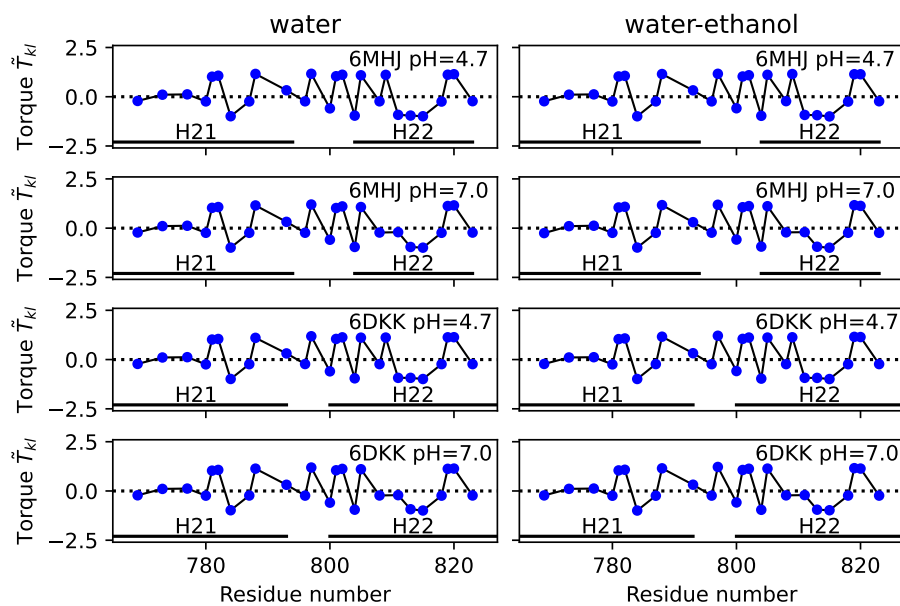 water
water-ethanol
2.5
0.0
−2.5
Torque T̃kl
6MHJ pH=4.7
H21
H22
6MHJ pH=4.7
H21
H22
2.5
0.0
−2.5
Torque T̃kl
6MHJ pH=7.0
H21
H22
6MHJ pH=7.0
H21
H22
2.5
0.0
−2.5
Torque T̃kl
6DKK pH=4.7
H21
H22
6DKK pH=4.7
H21
H22
2.5
0.0
−2.5
Torque T̃kl
6DKK pH=7.0
H21
H22
6DKK pH=7.0
H21
H22
780 800 820
780 800 820
Residue number
Residue number